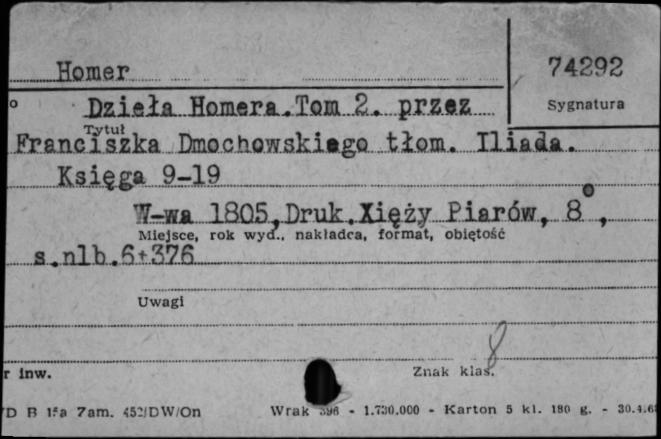 Homer
74292
Sygnatura
o Dzieła Homera.Tom 2. przez
Tytuł
Franciszka Dmochowskiego tłom. Iliada.
Księga 9-19
W-wa 1805,Druk.Xięży Piarów, 8°,
Miejsce, rok wyd., nakładca, format, objętość
s.nlb.6+376
Uwagi
8
r inw.
Znak klas.
D B 15a Zam. 452/DW/On Wrak 396 - 1.730.000 - Karton 5 kl. 180 g. - 30.4.6